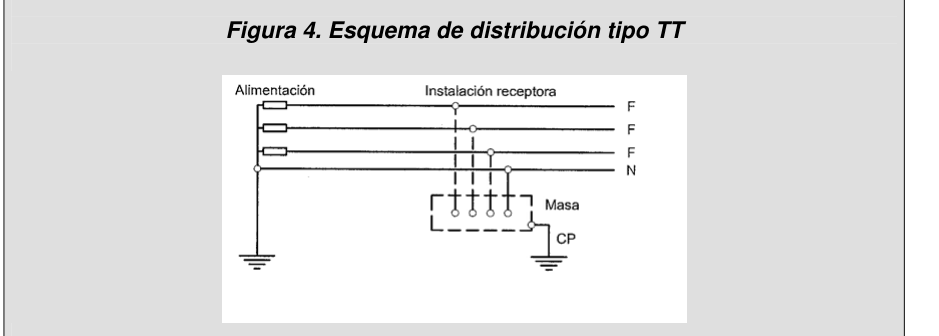 Figura 4. Esquema de distribución tipo TT
Alimentación
Instalación receptora
F
F
F
N
Masa
CP